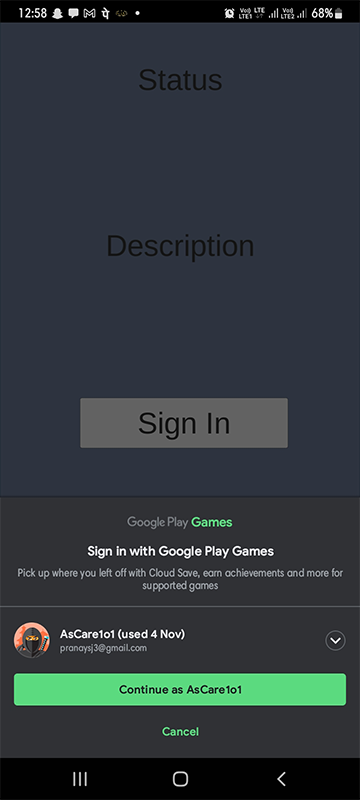 12:58
Vo)) LTE1 LTE Vo)) LTE2 68%
Status
Description
Sign In
Google Play Games
Sign in with Google Play Games
Pick up where you left off with Cloud Save, earn achievements and more for
supported games
AsCare1o1 (used 4 Nov)
pranaysj3@gmail.com
Continue as AsCare1o1
Cancel